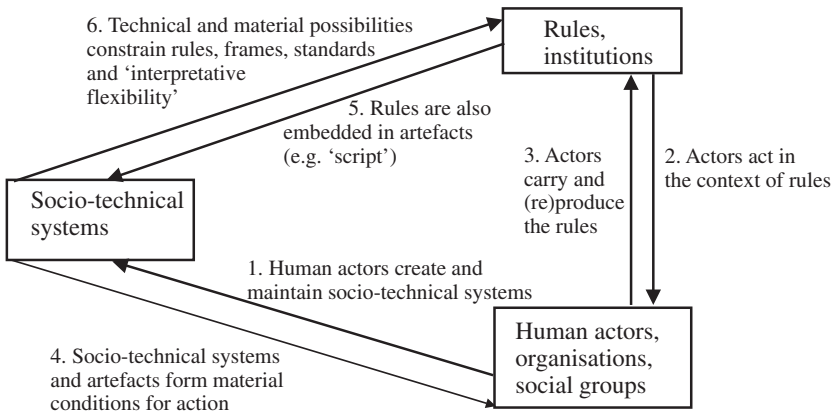 6. Technical and material possibilities
constrain rules, frames, standards
and ‘interpretative
flexibility’
Rules,
institutions
5. Rules are also
embedded in artefacts
(e.g. ‘script’)
3. Actors
carry and
(re)produce
the rules
2. Actors act in
the context of rules
Socio-technical
systems
1. Human actors create and
maintain socio-technical systems
Human actors,
organisations,
social groups
4. Socio-technical systems
and artefacts form material
conditions for action